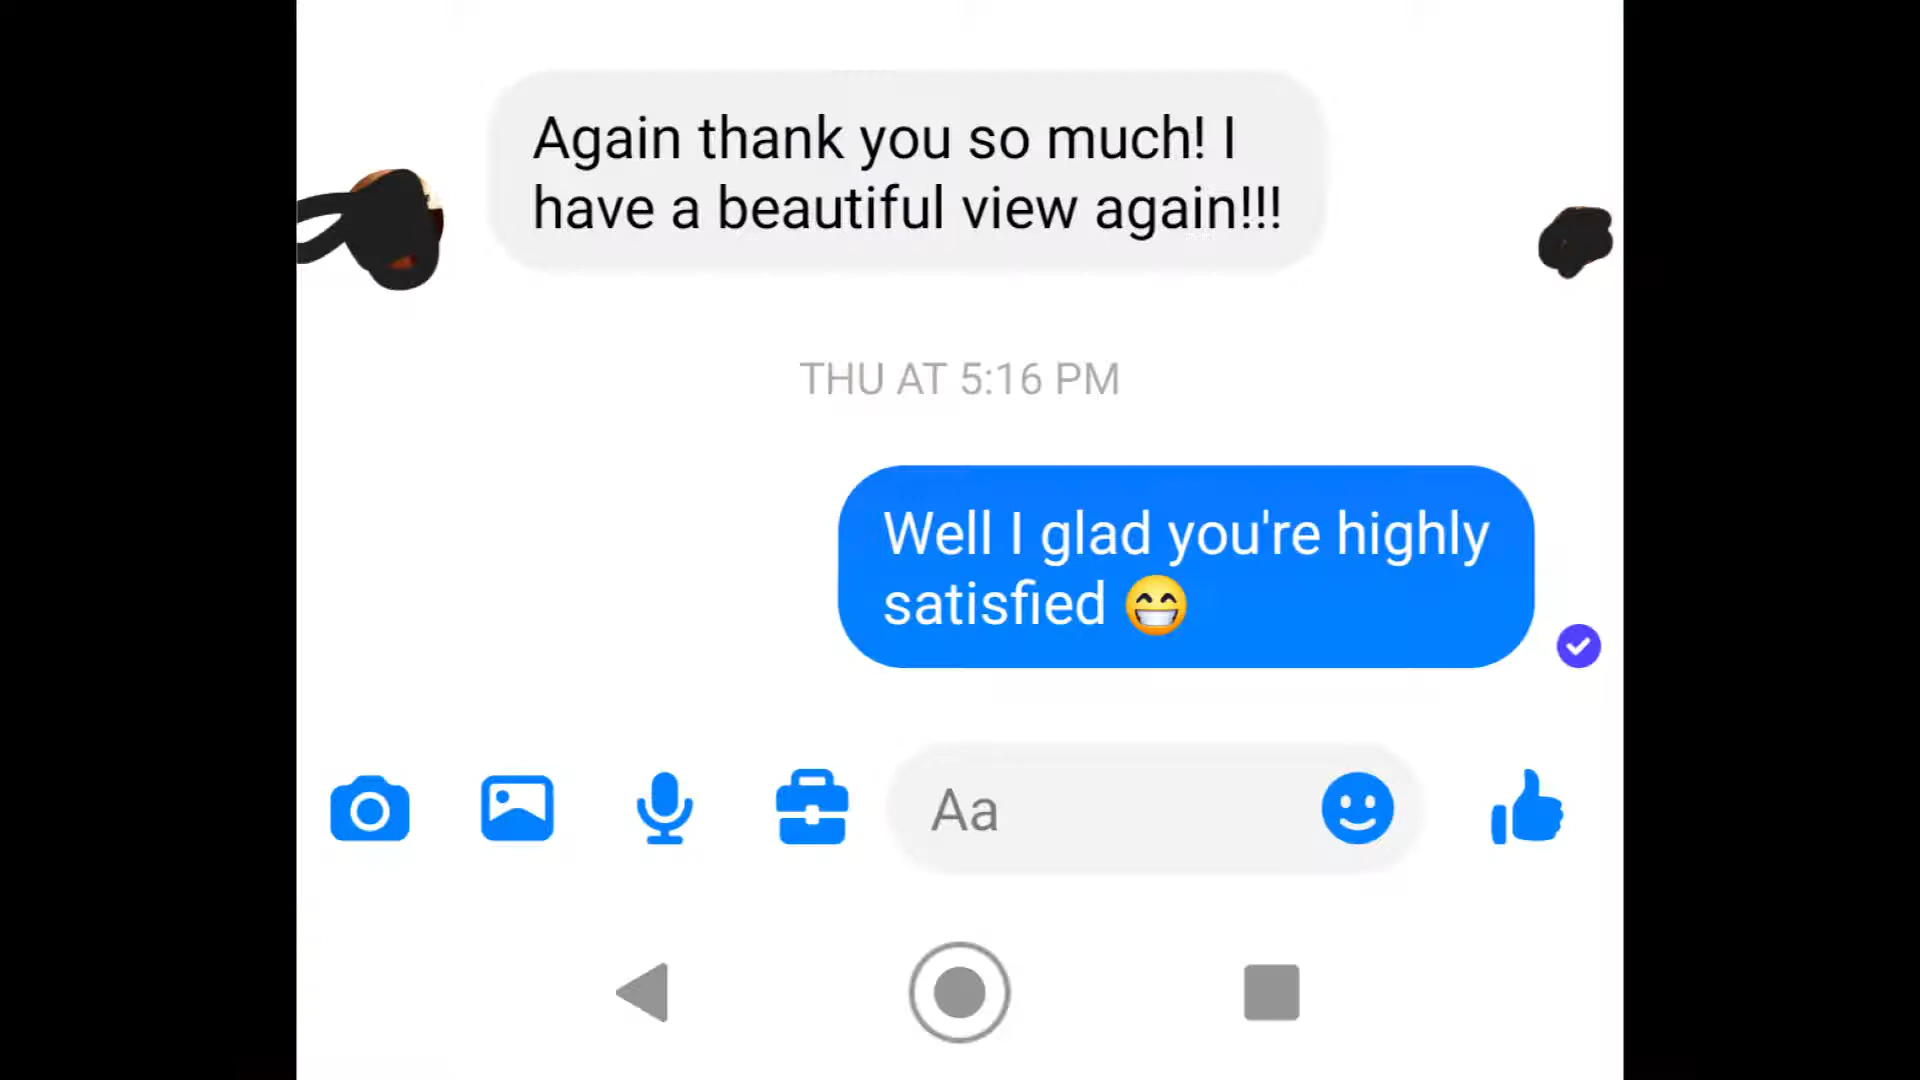 Again thank you so much! I
have a beautiful view again!!!
THU AT 5:16 PM
Well I glad you're highly
satisfied 😁
Aa